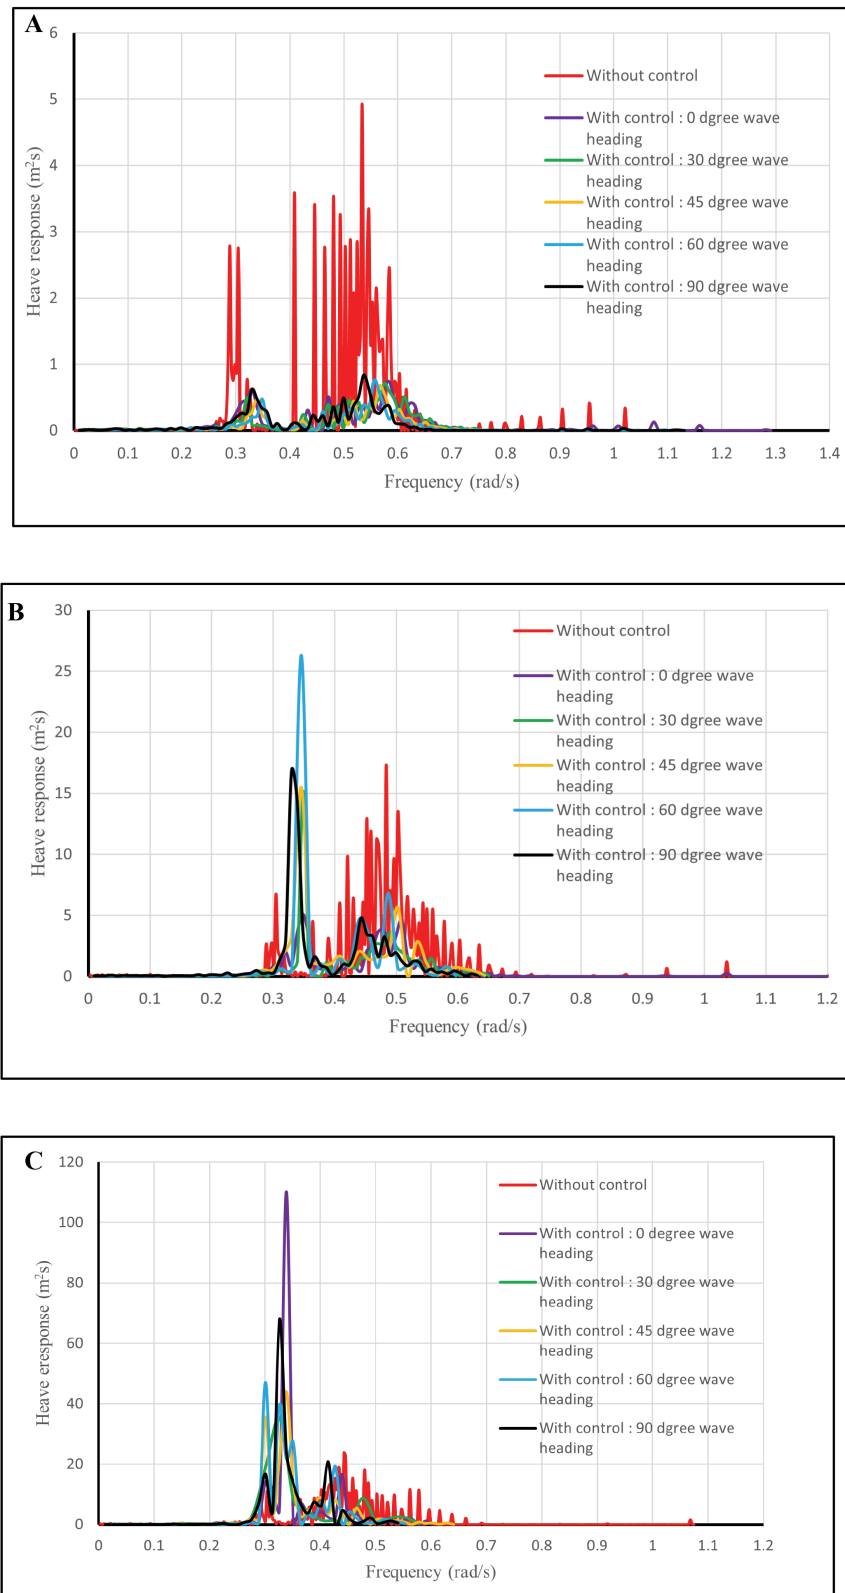 A
6
5
4
3
2
1
0
Heave response (m²s)
Without control
With control : 0 dgree wave
heading
With control : 30 dgree wave
heading
With control : 45 dgree wave
heading
With control : 60 dgree wave
heading
With control : 90 dgree wave
heading
0 0.1 0.2 0.3 0.4 0.5 0.6 0.7 0.8 0.9 1 1.1 1.2 1.3 1.4
Frequency (rad/s)
B
30
25
20
15
10
5
0
Heave response (m²s)
Without control
With control : 0 dgree wave
heading
With control : 30 dgree wave
heading
With control : 45 dgree wave
heading
With control : 60 dgree wave
heading
With control : 90 dgree wave
heading
0 0.1 0.2 0.3 0.4 0.5 0.6 0.7 0.8 0.9 1 1.1 1.2
Frequency (rad/s)
C
120
100
80
60
40
20
0
Heave eresponse (m²s)
Without control
With control : 0 degree wave
heading
With control : 30 dgree wave
heading
With control : 45 dgree wave
heading
With control : 60 dgree wave
heading
With control : 90 dgree wave
heading
0 0.1 0.2 0.3 0.4 0.5 0.6 0.7 0.8 0.9 1 1.1 1.2
Frequency (rad/s)